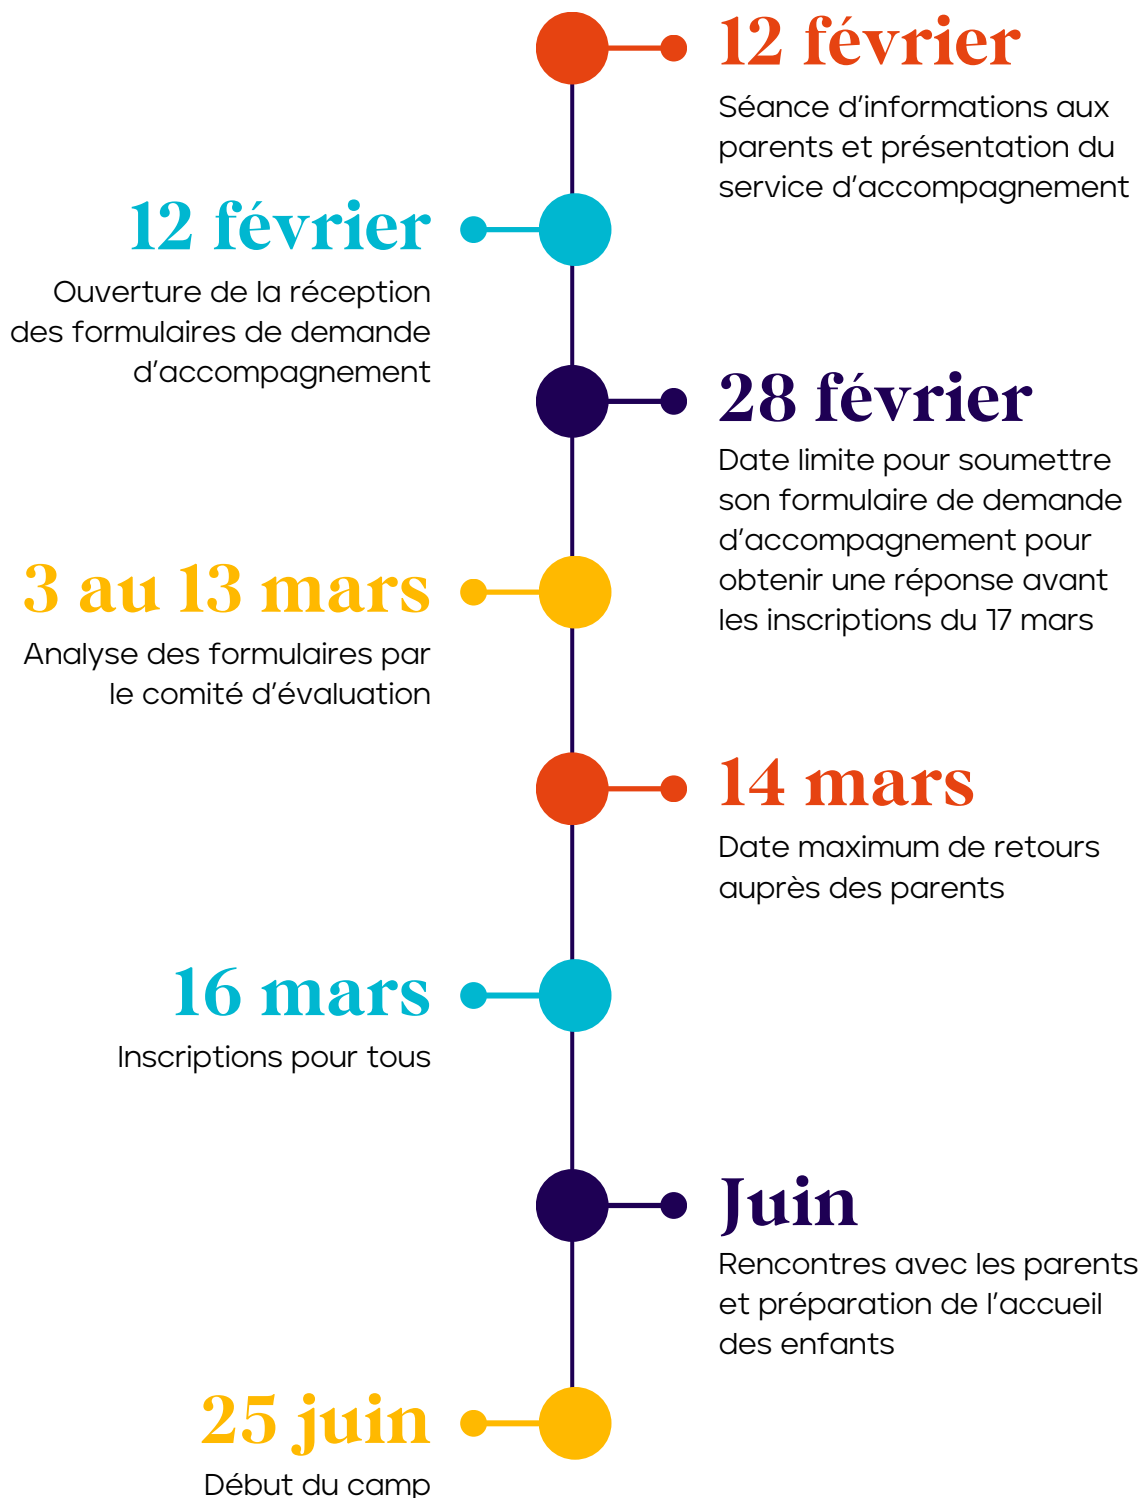 12 février
Séance d'informations aux
parents et présentation du
service d'accompagnement
12 février
Ouverture de la réception
des formulaires de demande
d'accompagnement
28 février
Date limite pour soumettre
son formulaire de demande
d'accompagnement pour
obtenir une réponse avant
les inscriptions du 17 mars
3 au 13 mars
Analyse des formulaires par
le comité d'évaluation
14 mars
Date maximum de retours
auprès des parents
16 mars
Inscriptions pour tous
Juin
Rencontres avec les parents
et préparation de l'accueil
des enfants
25 juin
Début du camp